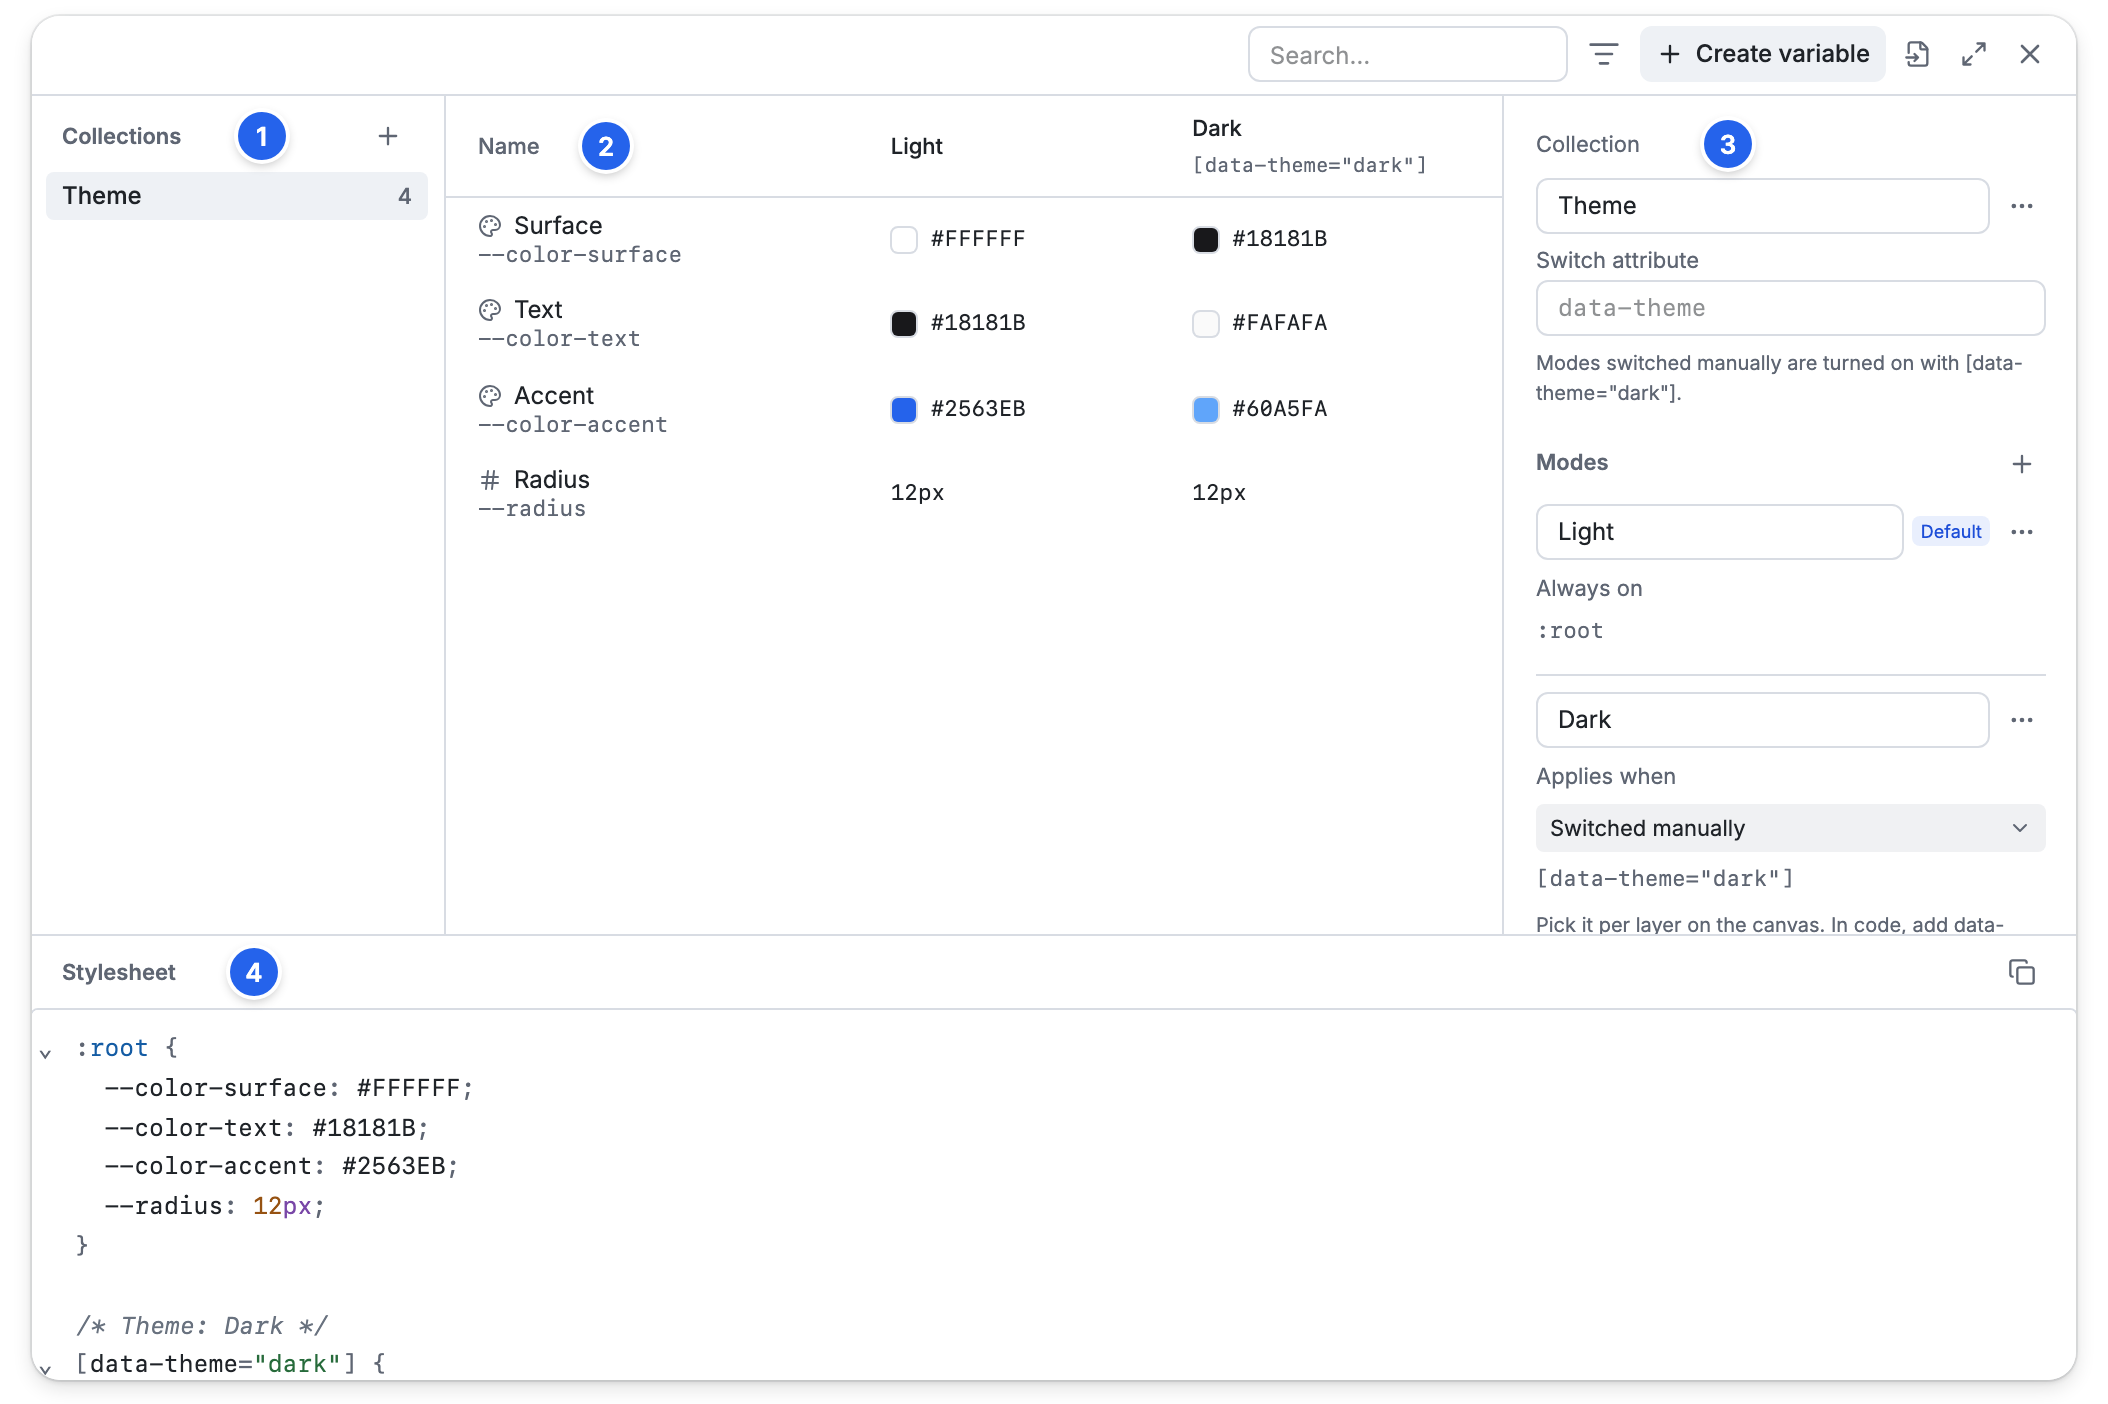 Search...
Create variable
Collections
1
Theme
4
Name
2
Light
Dark
[data-theme="dark"]
Surface
--color-surface
#FFFFFF
#18181B
Text
--color-text
#18181B
#FAFAFA
Accent
--color-accent
#2563EB
#60A5FA
# Radius
--radius
12px
12px
Collection
3
Theme
Switch attribute
data-theme
Modes switched manually are turned on with [data-
theme="dark"].
Modes
Light
Default
Always on
:root
Dark
Applies when
Switched manually
[data-theme="dark"]
Pick it per layer on the canvas. In code, add data-
Stylesheet
4
:root {
--color-surface: #FFFFFF;
--color-text: #18181B;
--color-accent: #2563EB;
--radius: 12px;
}
/* Theme: Dark */
[data-theme="dark"] {